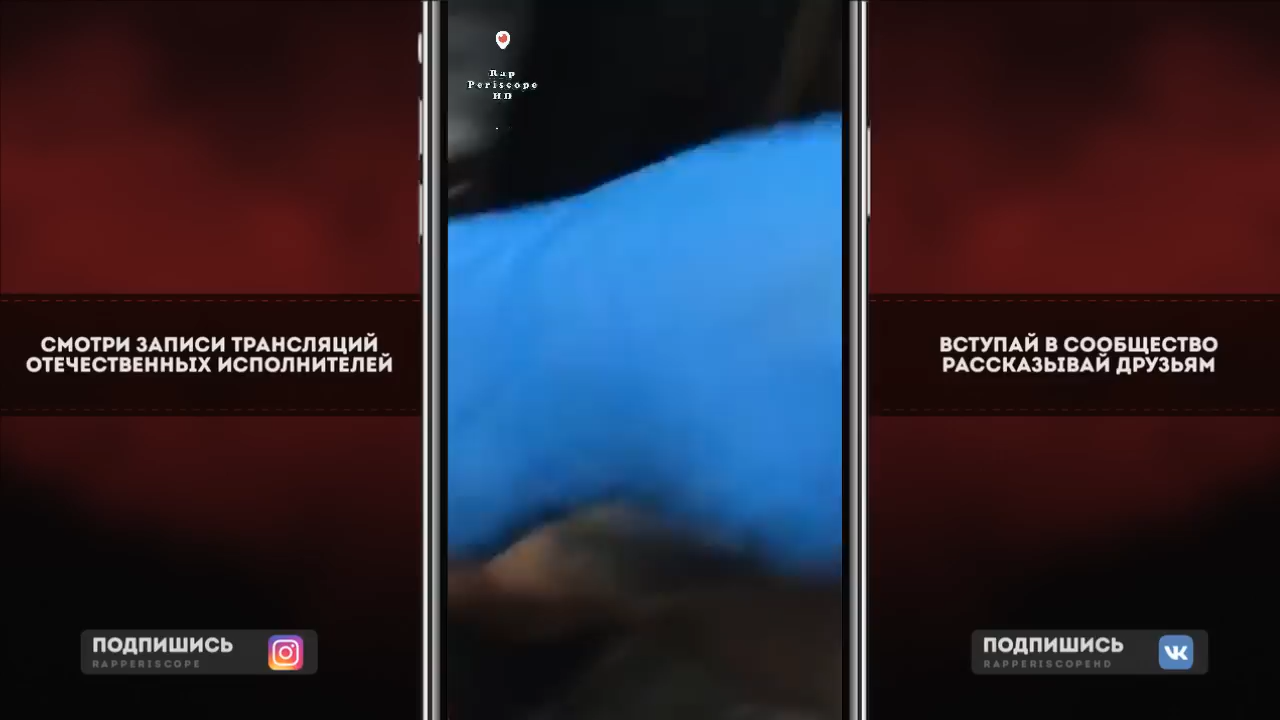 Rap
Periscope
HD
СМОТРИ ЗАПИСИ ТРАНСЛЯЦИЙ
ОТЕЧЕСТВЕННЫХ ИСПОЛНИТЕЛЕЙ
ВСТУПАЙ В СООБЩЕСТВО
РАССКАЗЫВАЙ ДРУЗЬЯМ
ПОДПИШИСЬ
RAPPERISCOPE
ПОДПИШИСЬ
RAPPERISCOPEHD